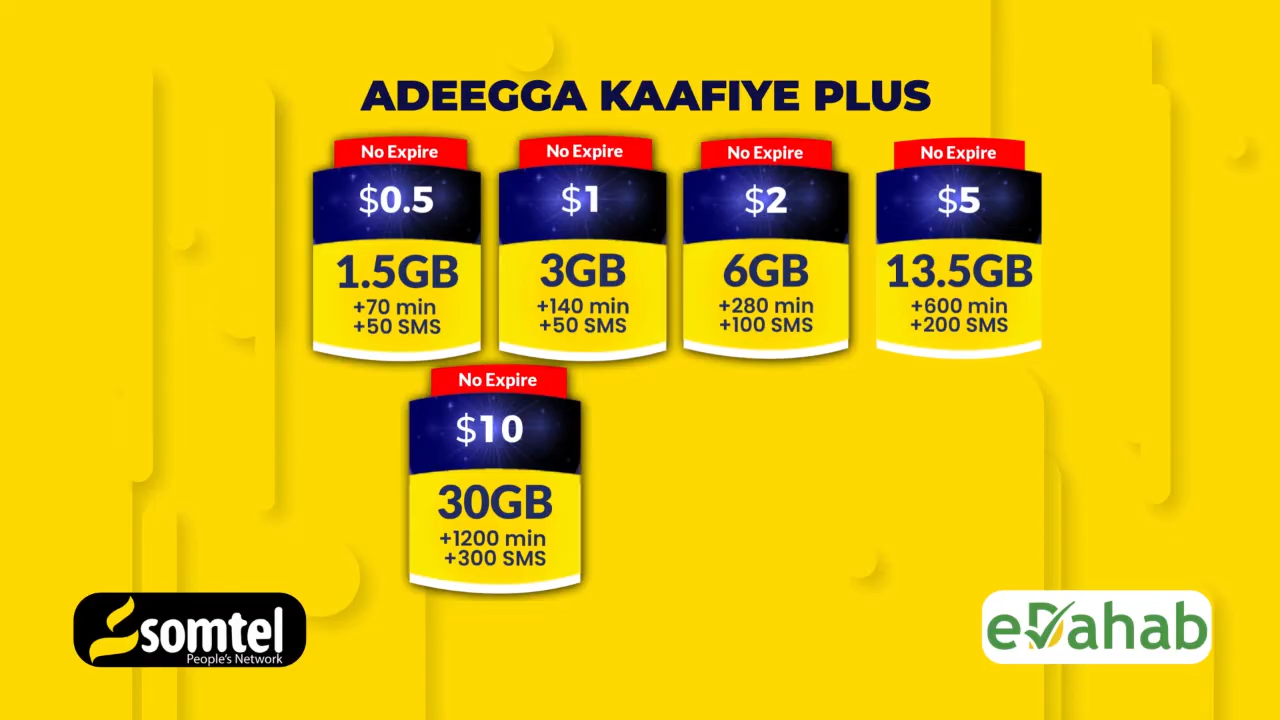 ADEEGGA KAAFIYE PLUS
No Expire
$0.5
1.5GB
+70 min
+50 SMS
No Expire
$1
3GB
+140 min
+50 SMS
No Expire
$2
6GB
+280 min
+100 SMS
No Expire
$5
13.5GB
+600 min
+200 SMS
No Expire
$10
30GB
+1200 min
+300 SMS
somtel
People's Network
eDahab